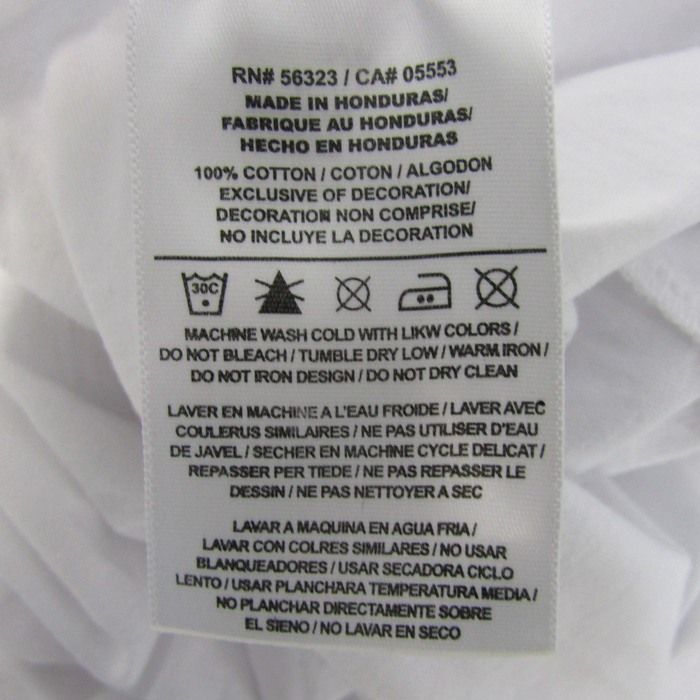 RN# 56323 / CA# 05553
MADE IN HONDURAS/
FABRIQUE AU HONDURAS/
HECHO EN HONDURAS
100% COTTON / COTON / ALGODON
EXCLUSIVE OF DECORATION/
DECORATION NON COMPRISE/
NO INCLUYE LA DECORATION
30C
MACHINE WASH COLD WITH LIKW COLORS /
DO NOT BLEACH / TUMBLE DRY LOW / WARM IRON /
DO NOT IRON DESIGN / DO NOT DRY CLEAN
LAVER EN MACHINE A L'EAU FROIDE / LAVER AVEC
COULERUS SIMILAIRES / NE PAS UTILISER D'EAU
DE JAVEL / SECHER EN MACHINE CYCLE DELICAT /
REPASSER PER TIEDE / NE PAS REPASSER LE
DESSIN / NE PAS NETTOYER A SEC
LAVAR A MAQUINA EN AGUA FRIA /
LAVAR CON COLRES SIMILARES / NO USAR
BLANQUEADORES / USAR SECADORA CICLO
LENTO / USAR PLANCHARA TEMPERATURA MEDIA /
NO PLANCHAR DIRECTAMENTE SOBRE
EL SIENO / NO LAVAR EN SECO